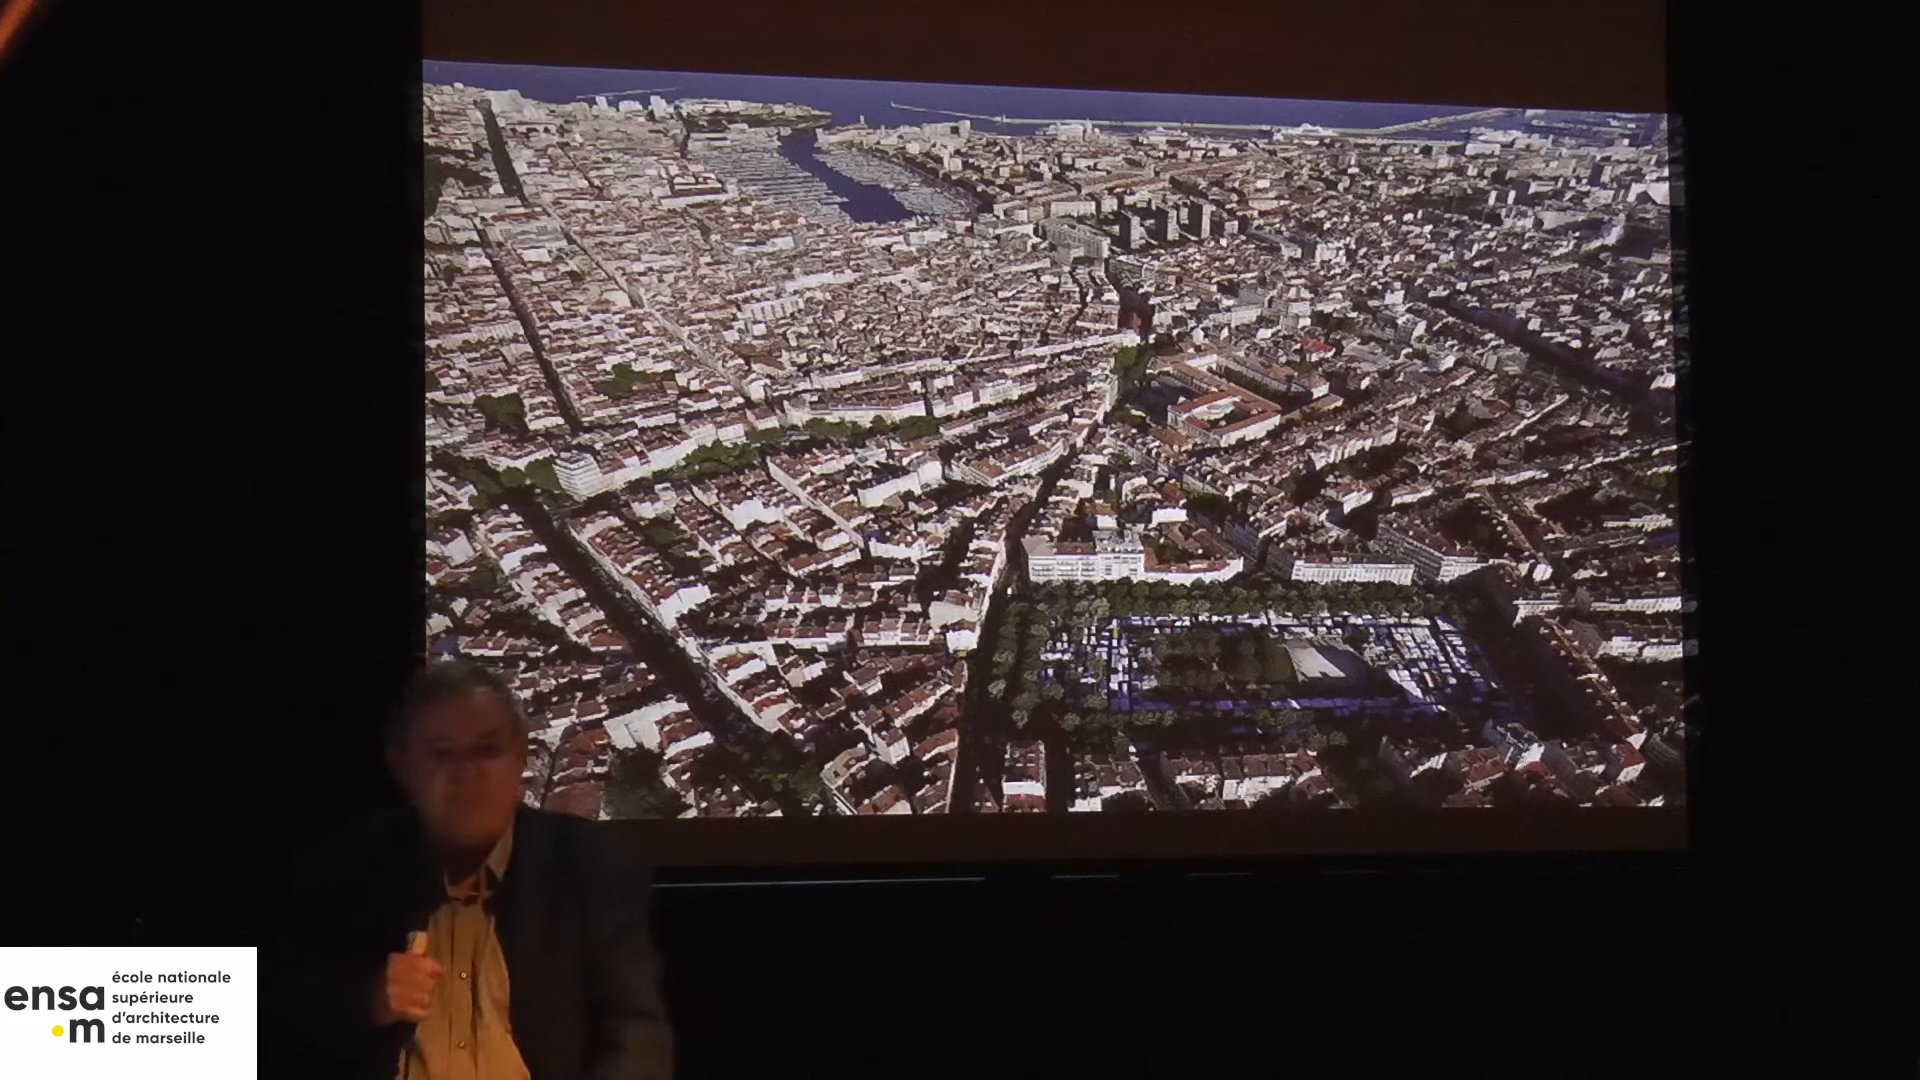 ensa
•m
école nationale
supérieure
d'architecture
de marseille